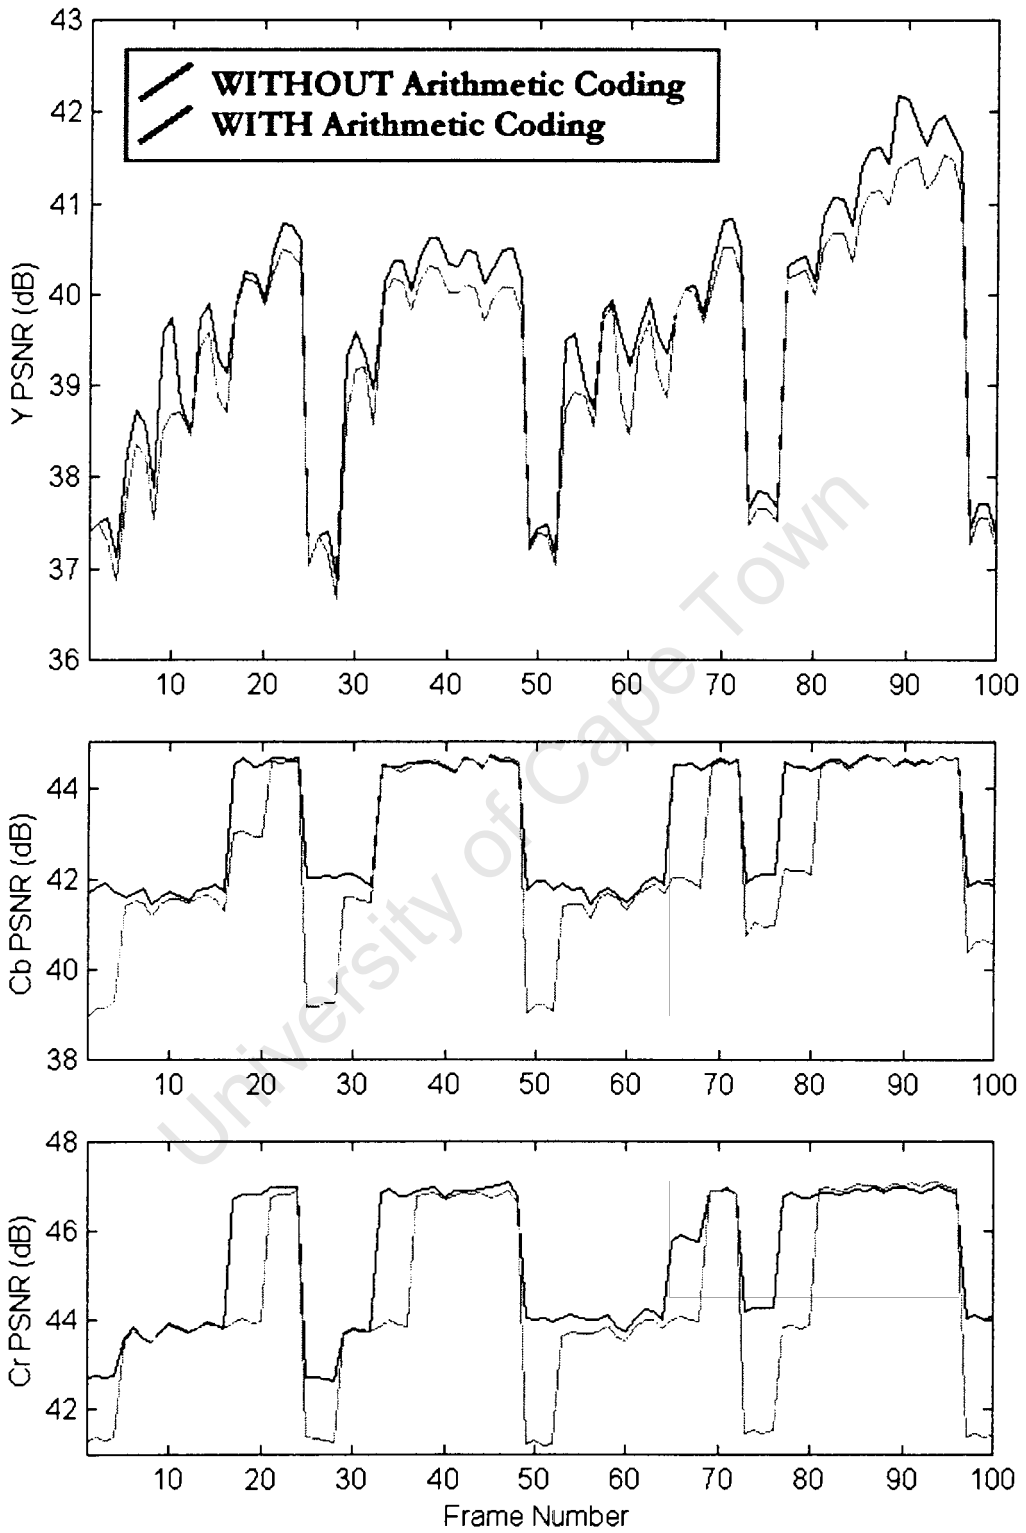 43
WITHOUT Arithmetic Coding
WITH Arithmetic Coding
42
41
40
39
38
37
36
Y PSNR (dB)
10 20 30 40 50 60 70 80 90 100
44
42
40
38
Cb PSNR (dB)
10 20 30 40 50 60 70 80 90 100
48
46
44
42
Cr PSNR (dB)
10 20 30 40 50 60 70 80 90 100
Frame Number
University of Cape Town